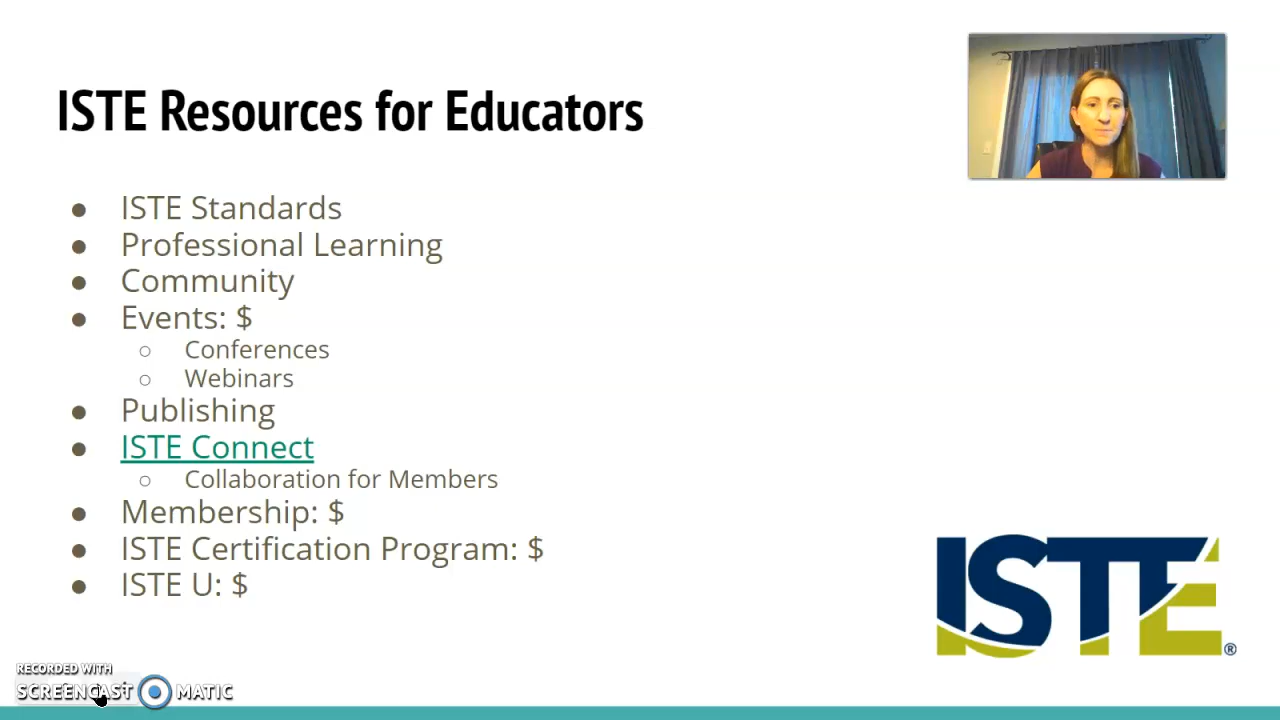 ISTE Resources for Educators
● ISTE Standards
● Professional Learning
● Community
● Events: $
○ Conferences
○ Webinars
● Publishing
● ISTE Connect
○ Collaboration for Members
● Membership: $
● ISTE Certification Program: $
● ISTE U: $
ISTE®
RECORDED WITH
SCREENCAST MATIC